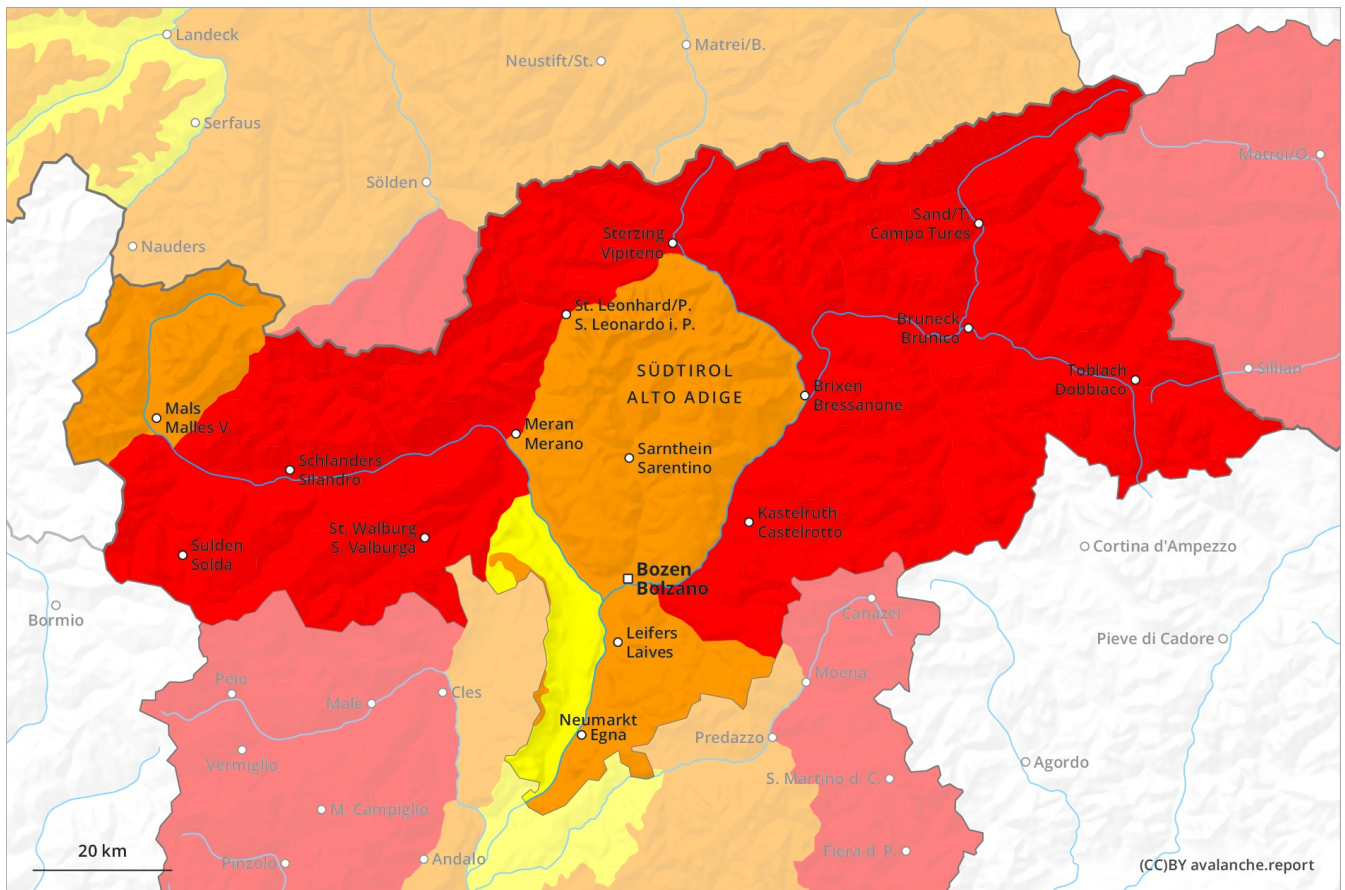 Landeck
Matrei/B.
Neustift/St.
Serfaus
Matrei/O.
Sölden
Sand/T.
Campo Tures
Sterzing
Vipiteno
Nauders
St. Leonhard/P.
S. Leonardo i. P.
Bruneck
Brunico
SÜDTIROL
ALTO ADIGE
Toblach
Dobbiaco
Sillian
Brixen
Bressanone
Mals
Malles V.
Meran
Merano
Sarnthein
Sarentino
Schlanders
Silandro
Kastelruth
Castelrotto
St. Walburg
S. Valburga
Sulden
Solda
Cortina d'Ampezzo
Bozen
Bolzano
Bormio
Canazei
Leifers
Laives
Pieve di Cadore
Moena
Peio
Malé
Cles
Neumarkt
Egna
Predazzo
Vermiglio
Agordo
S. Martino d. C.
M. Campiglio
20 km
Pinzolo
Andalo
Fiera d. P.
(CC)BY avalanche.report